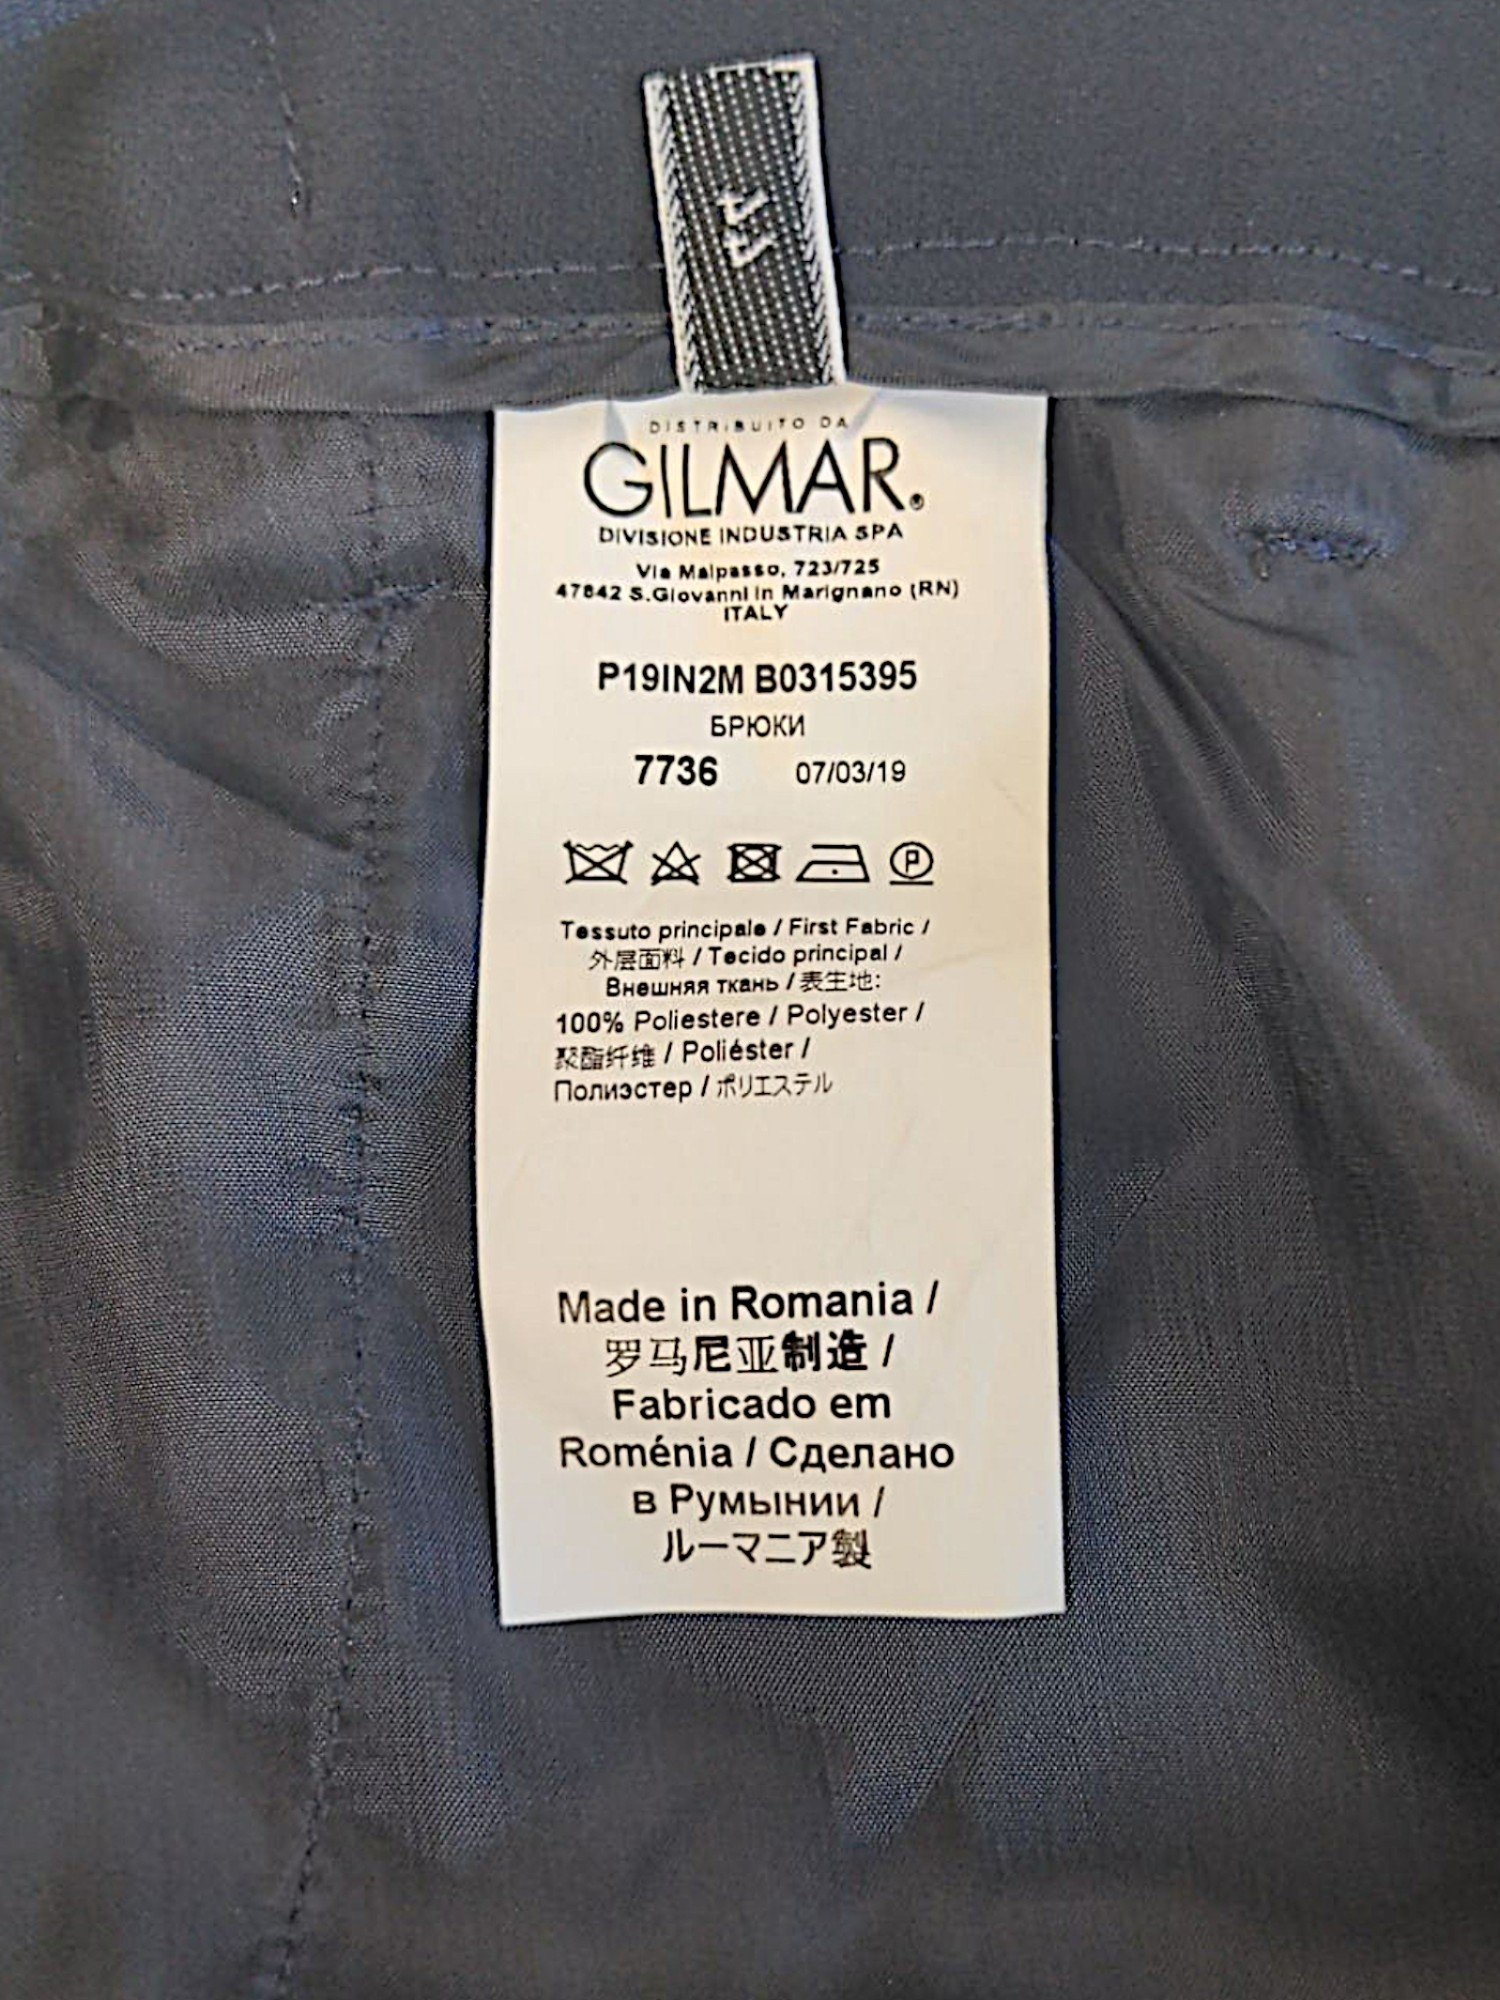 44
DISTRIBUITO DA
GILMAR®
DIVISIONE INDUSTRIA SPA
Via Malpasso, 723/725
47842 S.Giovanni in Marignano (RN)
ITALY
P19IN2M B0315395
БРЮКИ
7736 07/03/19
P
Tessuto principale / First Fabric /
外层面料 / Tecido principal /
Внешняя ткань / 表生地:
100% Poliestere / Polyester /
聚酯纤维 / Poliéster /
Полиэстер / ポリエステル
Made in Romania /
罗马尼亚制造 /
Fabricado em
Roménia / Сделано
в Румынии /
ルーマニア製